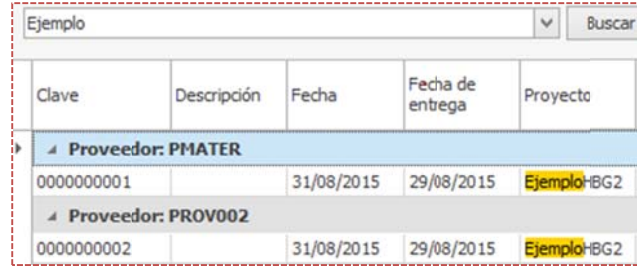 Ejemplo Buscar
Clave Descripción Fecha Fecha de entrega Proyecto
Proveedor: PMATER
0000000001 31/08/2015 29/08/2015 EjemploHBG2
Proveedor: PROV002
0000000002 31/08/2015 29/08/2015 EjemploHBG2